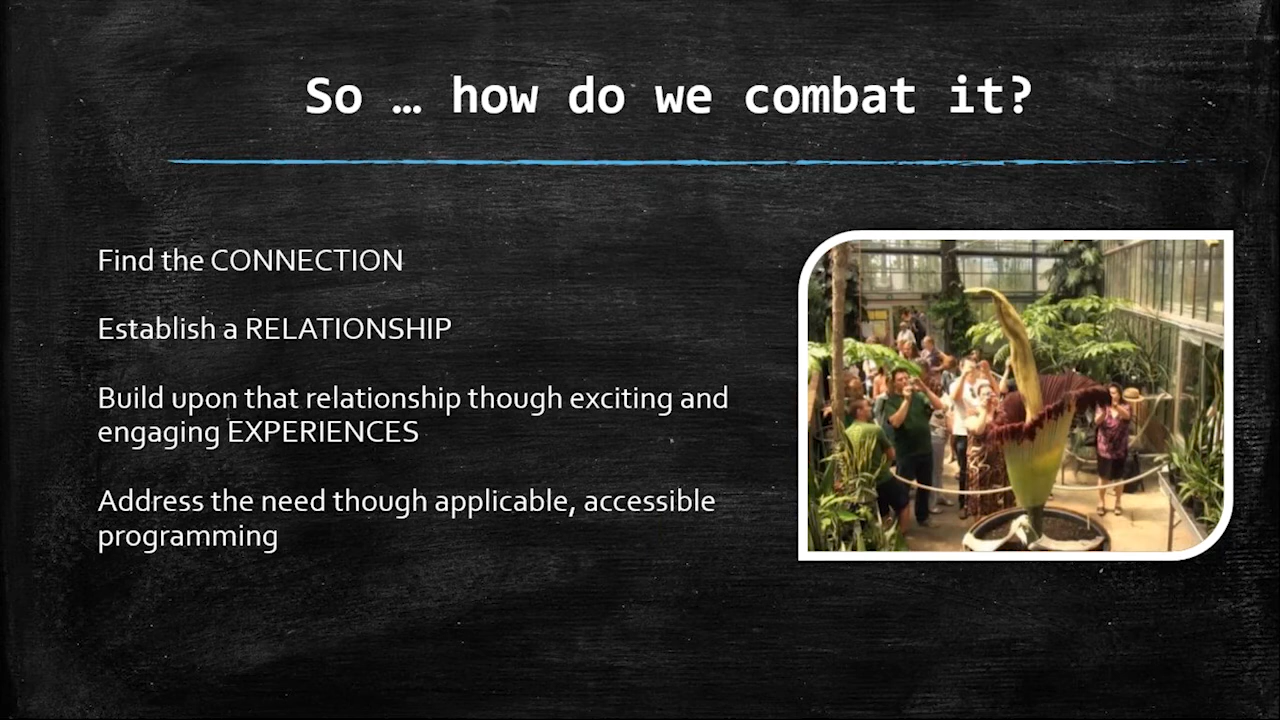 So … how do we combat it?
Find the CONNECTION
Establish a RELATIONSHIP
Build upon that relationship though exciting and
engaging EXPERIENCES
Address the need though applicable, accessible
programming